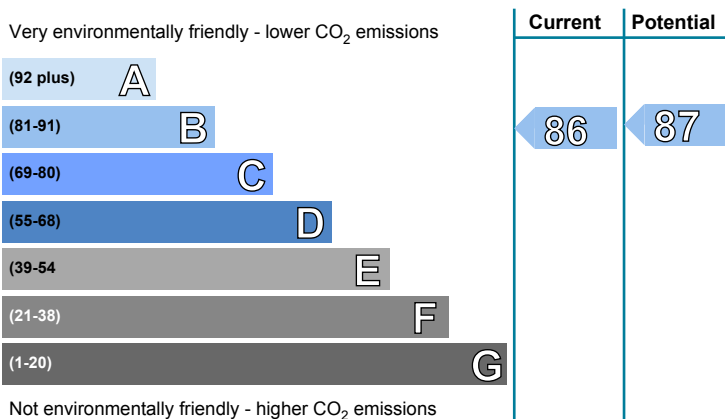 Current Potential
Very environmentally friendly - lower CO₂ emissions
(92 plus) A
(81-91) B
86 87
(69-80) C
(55-68) D
(39-54 E
(21-38) F
(1-20) G
Not environmentally friendly - higher CO₂ emissions